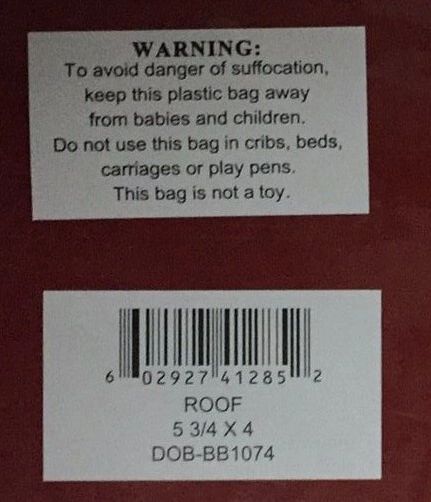 WARNING:
To avoid danger of suffocation,
keep this plastic bag away
from babies and children.
Do not use this bag in cribs, beds,
carriages or play pens.
This bag is not a toy.
6 02927 41285 2
ROOF
5 3/4 X 4
DOB-BB1074